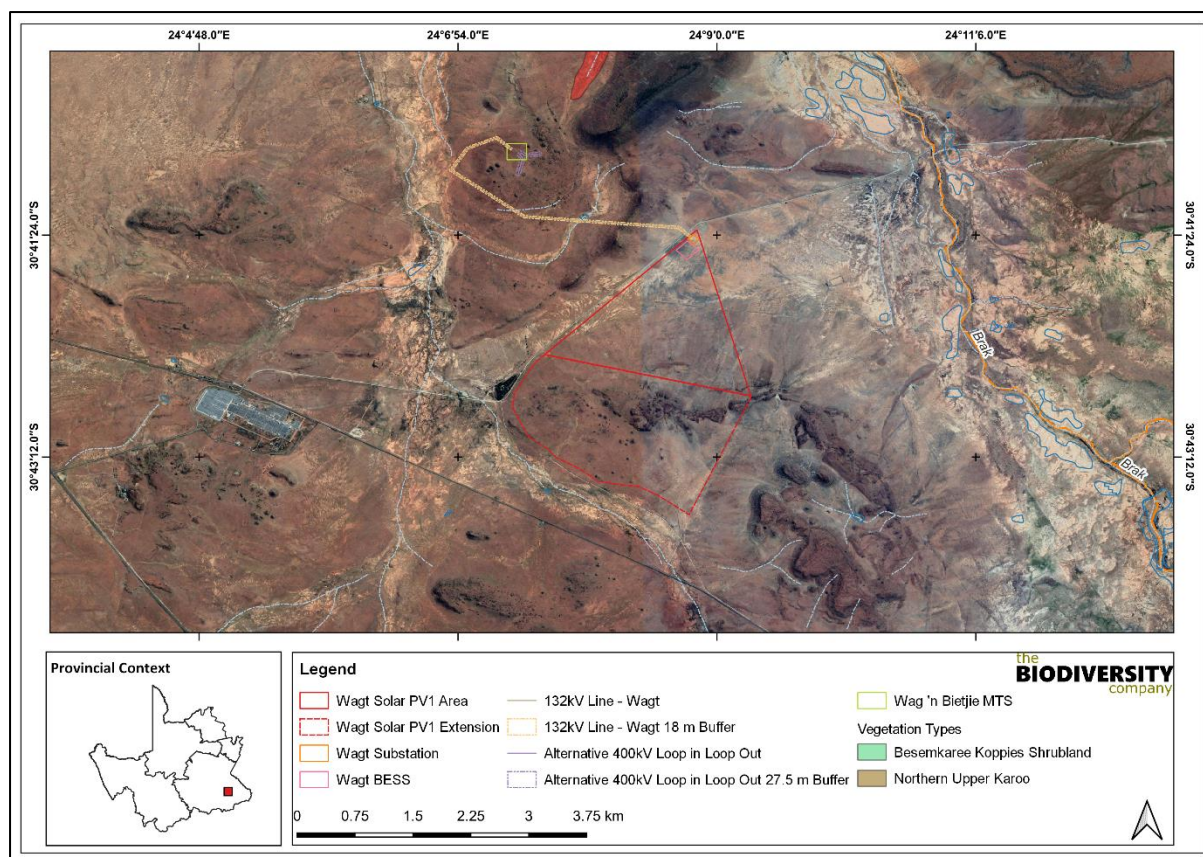 24°4'48.0"E
24°6'54.0"E
24°9'0.0"E
24°11'6.0"E
30°41'24.0"S
30°41'24.0"S
30°43'12.0"S
30°43'12.0"S
Brak
Brak
Provincial Context
Legend
Wagt Solar PV1 Area
Wagt Solar PV1 Extension
Wagt Substation
Wagt BESS
132kV Line - Wagt
132kV Line - Wagt 18 m Buffer
Alternative 400kV Loop in Loop Out
Alternative 400kV Loop in Loop Out 27.5 m Buffer
Wag 'n Bietjie MTS
Vegetation Types
Besemkaree Koppies Shrubland
Northern Upper Karoo
0 0.75 1.5 2.25 3 3.75 km
the
BIODIVERSITY
company